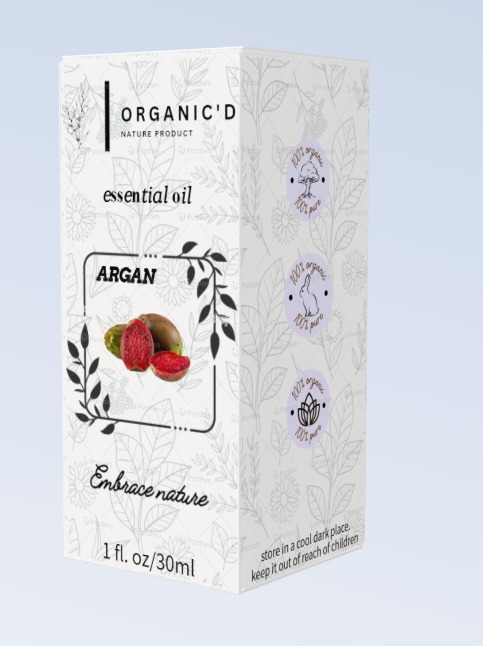 ORGANIC'D
NATURE PRODUCT
essential oil
ARGAN
Embrace nature
1 fl. oz/30ml
100% organic
100% pure
100% organic
100% pure
100% organic
100% pure
store in a cool dark place.
keep it out of reach of children